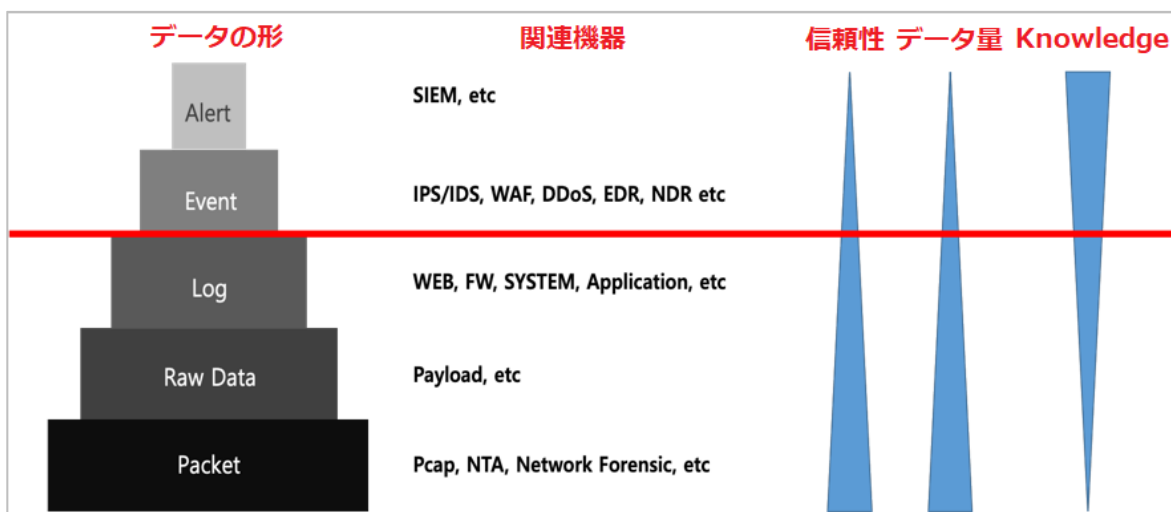 データの形 関連機器 信頼性 データ量 Knowledge
Alert SIEM, etc
Event IPS/IDS, WAF, DDoS, EDR, NDR etc
Log WEB, FW, SYSTEM, Application, etc
Raw Data Payload, etc
Packet Pcap, NTA, Network Forensic, etc